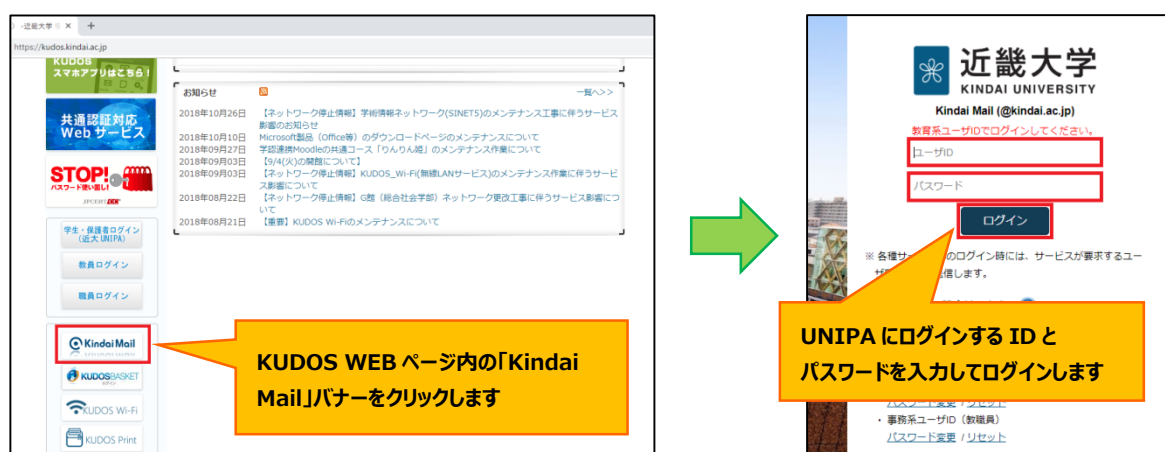 -近畿大学
https://kudos.kindai.ac.jp
KUDOS
スマホアプリはこちら!
共通認証対応
Web サービス
STOP!
パスワード使い回し!
JPCERT CC
学生・保護者ログイン
(近大 UNIPA)
教員ログイン
職員ログイン
Kindai Mail
KUDOS BASKET
ログイン
KUDOS Wi-Fi
KUDOS Print
お知らせ
一覧へ>>
2018年10月26日 【ネットワーク停止情報】学術情報ネットワーク(SINET5)のメンテナンス工事に伴うサービス
影響のお知らせ
2018年10月10日 Microsoft製品(Office等)のダウンロードページのメンテナンスについて
2018年09月27日 学認連携Moodleの共通コース「りんりん姫」のメンテナンス作業について
2018年09月03日 【9/4(火)の開館について】
2018年09月03日 【ネットワーク停止情報】KUDOS_Wi-Fi(無線LANサービス)のメンテナンス作業に伴うサービ
ス影響について
2018年08月22日 【ネットワーク停止情報】G館(総合社会学部)ネットワーク更改工事に伴うサービス影響につ
いて
2018年08月21日 【重要】KUDOS Wi-Fiのメンテナンスについて
KUDOS WEB ページ内の「Kindai
Mail」バナーをクリックします
近畿大学
KINDAI UNIVERSITY
Kindai Mail (@kindai.ac.jp)
教育系ユーザIDでログインしてください。
ユーザID
パスワード
ログイン
※ 各種サー のログイン時には、サービスが要求するユー
信します。
UNIPA にログインする ID と
パスワードを入力してログインします
パスワード変更 / リセット
・ 事務系ユーザID(教職員)
パスワード変更 / リセット